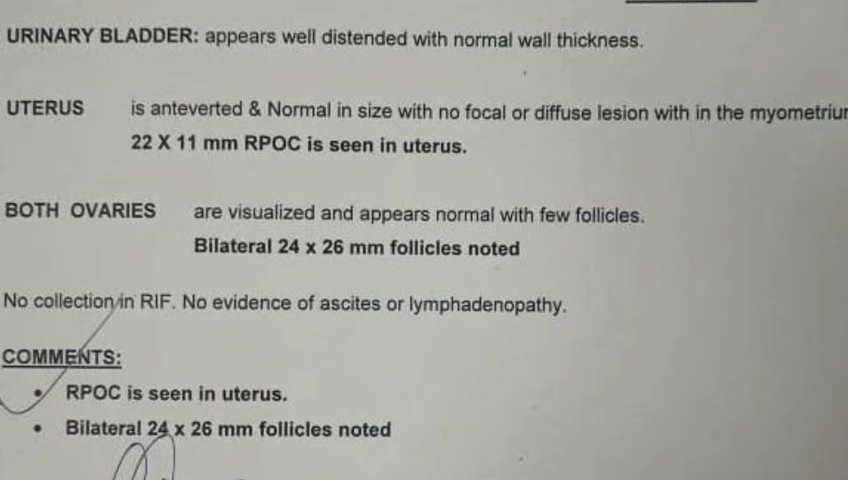 URINARY BLADDER: appears well distended with normal wall thickness.
UTERUS is anteverted & Normal in size with no focal or diffuse lesion with in the
22 X 11 mm RPOC is seen in uterus.
BOTH OVARIES are visualized and appears normal with few follicles.
Bilateral 24 x 26 mm follicles noted
No collection in RIF. No evidence of ascites or lymphadenopathy.
COMMENTS:
• RPOC is seen in uterus.
• Bilateral 24 x 26 mm follicles noted